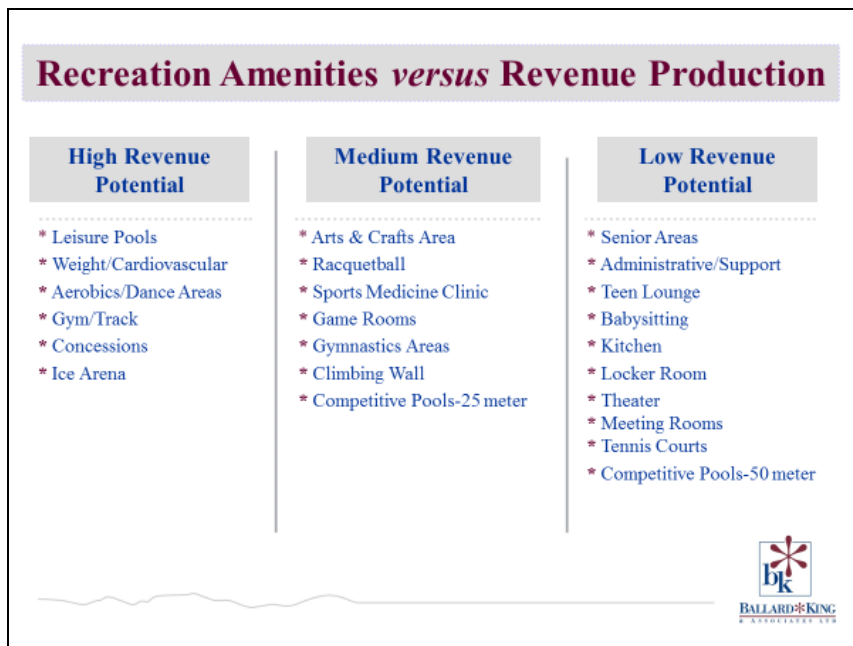 Recreation Amenities versus Revenue Production
High Revenue
Potential
* Leisure Pools
* Weight/Cardiovascular
* Aerobics/Dance Areas
* Gym/Track
* Concessions
* Ice Arena
Medium Revenue
Potential
* Arts & Crafts Area
* Racquetball
* Sports Medicine Clinic
* Game Rooms
* Gymnastics Areas
* Climbing Wall
* Competitive Pools-25 meter
Low Revenue
Potential
* Senior Areas
* Administrative/Support
* Teen Lounge
* Babysitting
* Kitchen
* Locker Room
* Theater
* Meeting Rooms
* Tennis Courts
* Competitive Pools-50 meter
bk
BALLARD*KING
& ASSOCIATES LTD